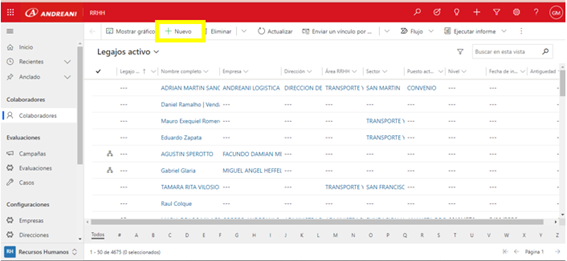 ANDREANI RRHH GM
Mostrar gráfico + Nuevo Eliminar Actualizar Enviar un vínculo por ... Flujo Ejecutar informe
Inicio
Recientes
Anclado
Colaboradores
Colaboradores
Evaluaciones
Campañas
Evaluaciones
Casos
Configuraciones
Empresas
Direcciones
RH Recursos Humanos
Legajos activo
Buscar en esta vista
Legajo ... Nombre completo Empresa Dirección Área RRHH Sector Puesto act... Nivel Fecha de in... Antiguedad
--- ADRIAN MARTIN SANC ANDREANI LOGISTICA DIRECCION DE TRANSPORTE Y SAN MARTIN CONVENIO --- ---
--- Daniel Ramalho | Vend --- --- --- --- --- --- ---
--- Mauro Exequiel Romer --- --- --- TRANSPORTE Y --- --- ---
--- Eduardo Zapata --- --- --- TRANSPORTE Y --- --- ---
--- AGUSTIN SPEROTTO FACUNDO DAMIAN ME --- --- --- --- --- ---
--- Gabriel Glaria MIGUEL ANGEL HEFFEL --- --- --- --- --- ---
--- TAMARA RITA VILOSIO --- --- TRANSPORTE Y SAN FRANCISC --- --- ---
--- Raul Colque --- --- --- --- --- --- ---
Todos # A B C D E F G H I J K L M N O P Q R S T U V W X Y Z
1 - 50 de 4675 (0 seleccionados) Página 1